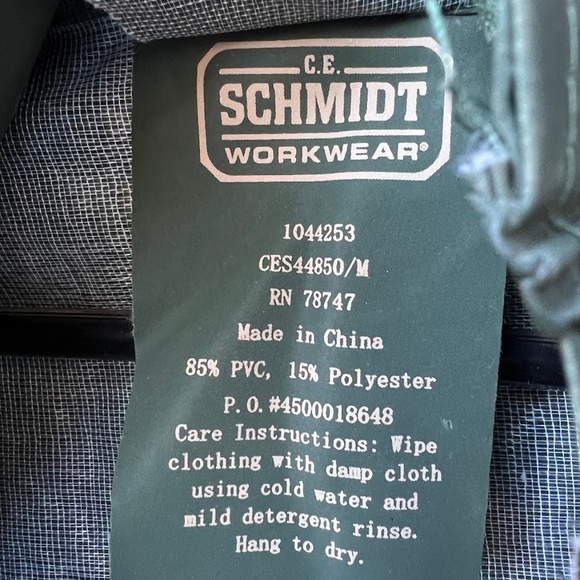 C.E.
SCHMIDT
WORKWEAR®
1044253
CES44850/M
RN 78747
Made in China
85% PVC, 15% Polyester
P.O.#4500018648
Care Instructions: Wipe
clothing with damp cloth
using cold water and
mild detergent rinse.
Hang to dry.